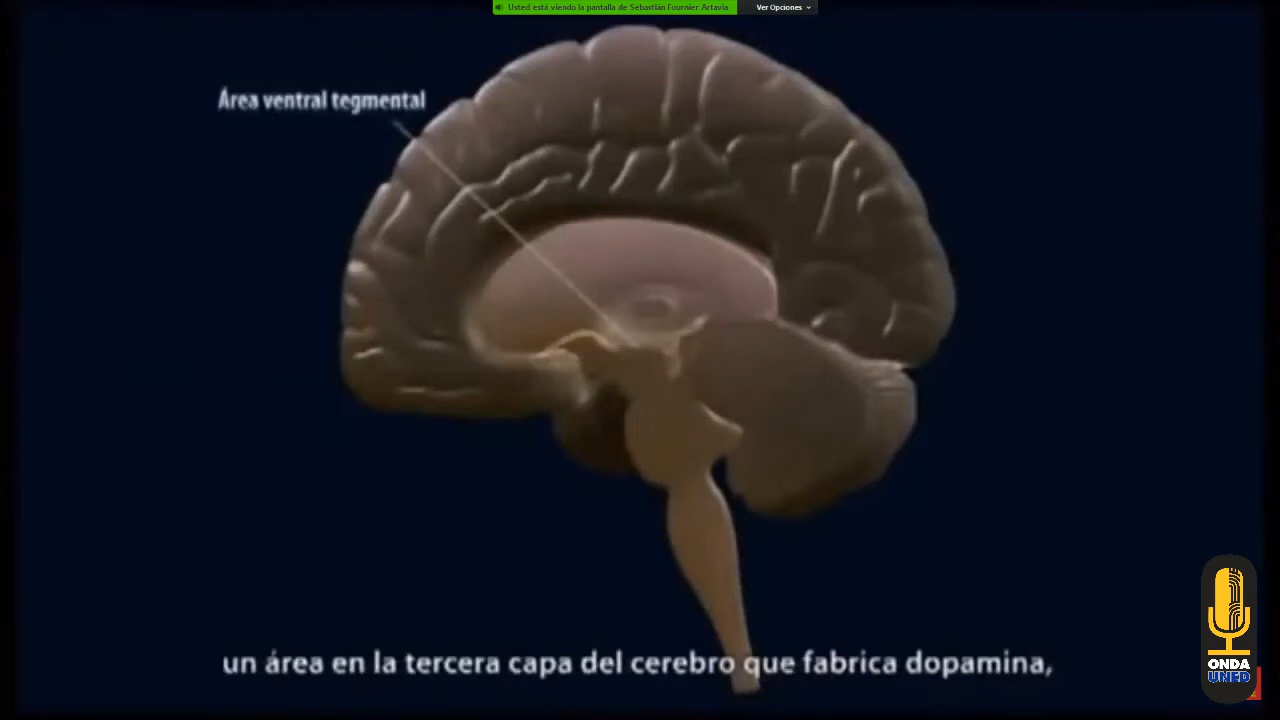 Usted está viendo la pantalla de Sebastián Fournier Artavia
Ver Opciones
Área ventral tegmental
un área en la tercera capa del cerebro que fabrica dopamina,
ONDA
UNED